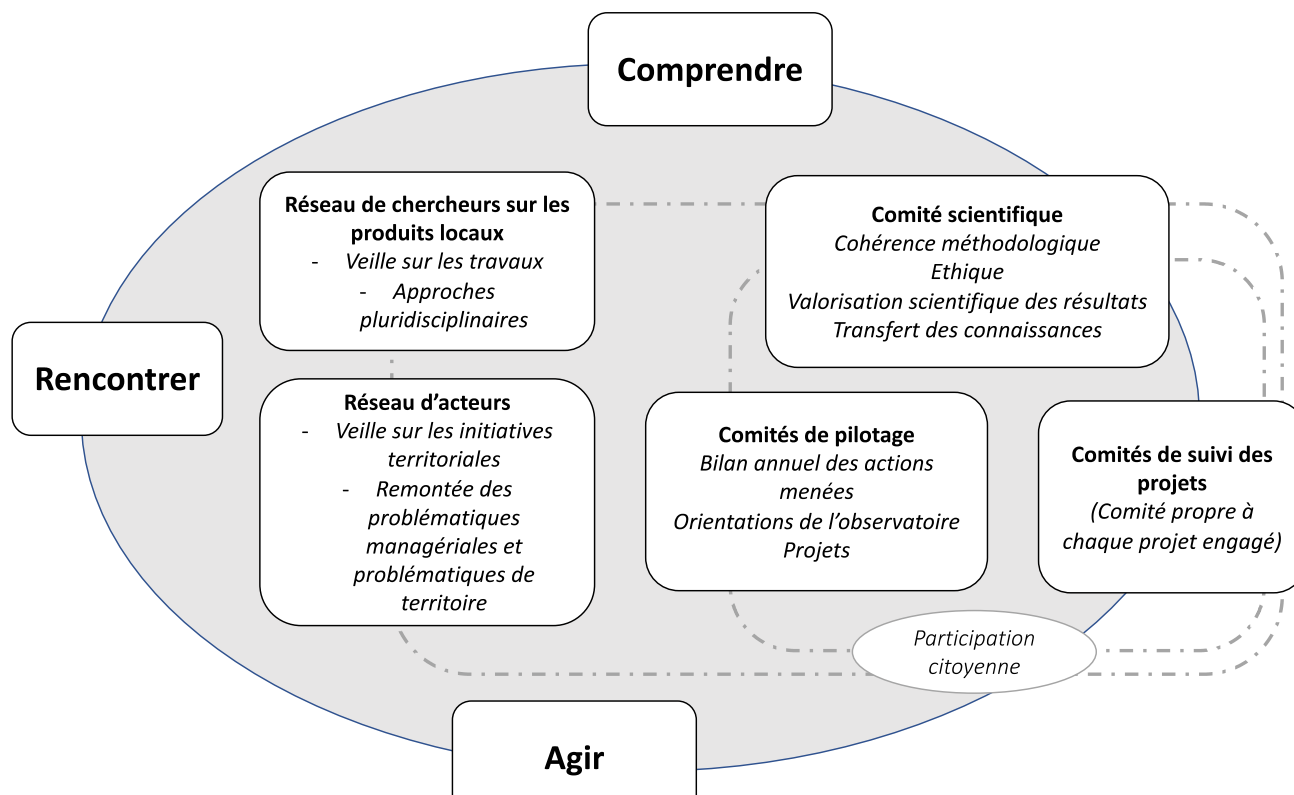 Comprendre
Réseau de chercheurs sur les
produits locaux
- Veille sur les travaux
- Approches
pluridisciplinaires
Comité scientifique
Cohérence méthodologique
Ethique
Valorisation scientifique des résultats
Transfert des connaissances
Rencontrer
Réseau d’acteurs
- Veille sur les initiatives
territoriales
- Remontée des
problématiques
managériales et
problématiques de
territoire
Comités de pilotage
Bilan annuel des actions
menées
Orientations de l’observatoire
Projets
Comités de suivi des
projets
(Comité propre à
chaque projet engagé)
Participation
citoyenne
Agir